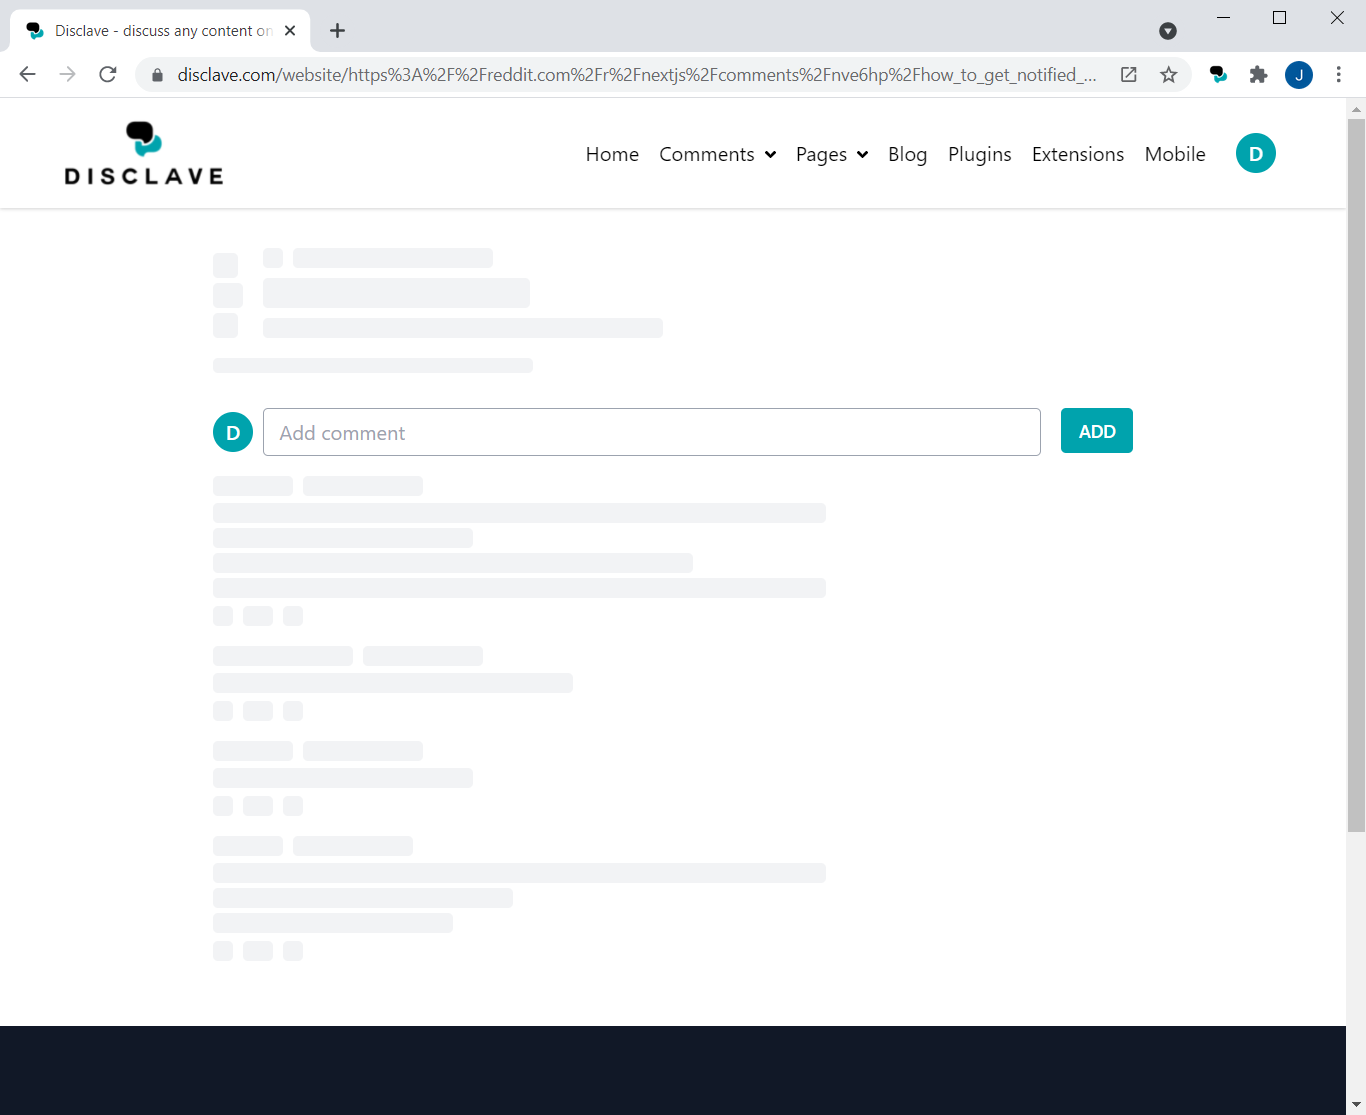 Disclave - discuss any content on
disclave.com/website/https%3A%2F%2Freddit.com%2Fr%2Fnextjs%2Fcomments%2Fnve6hp%2Fhow_to_get_notified_...
J
DISCLAVE
Home Comments Pages Blog Plugins Extensions Mobile D
D Add comment ADD